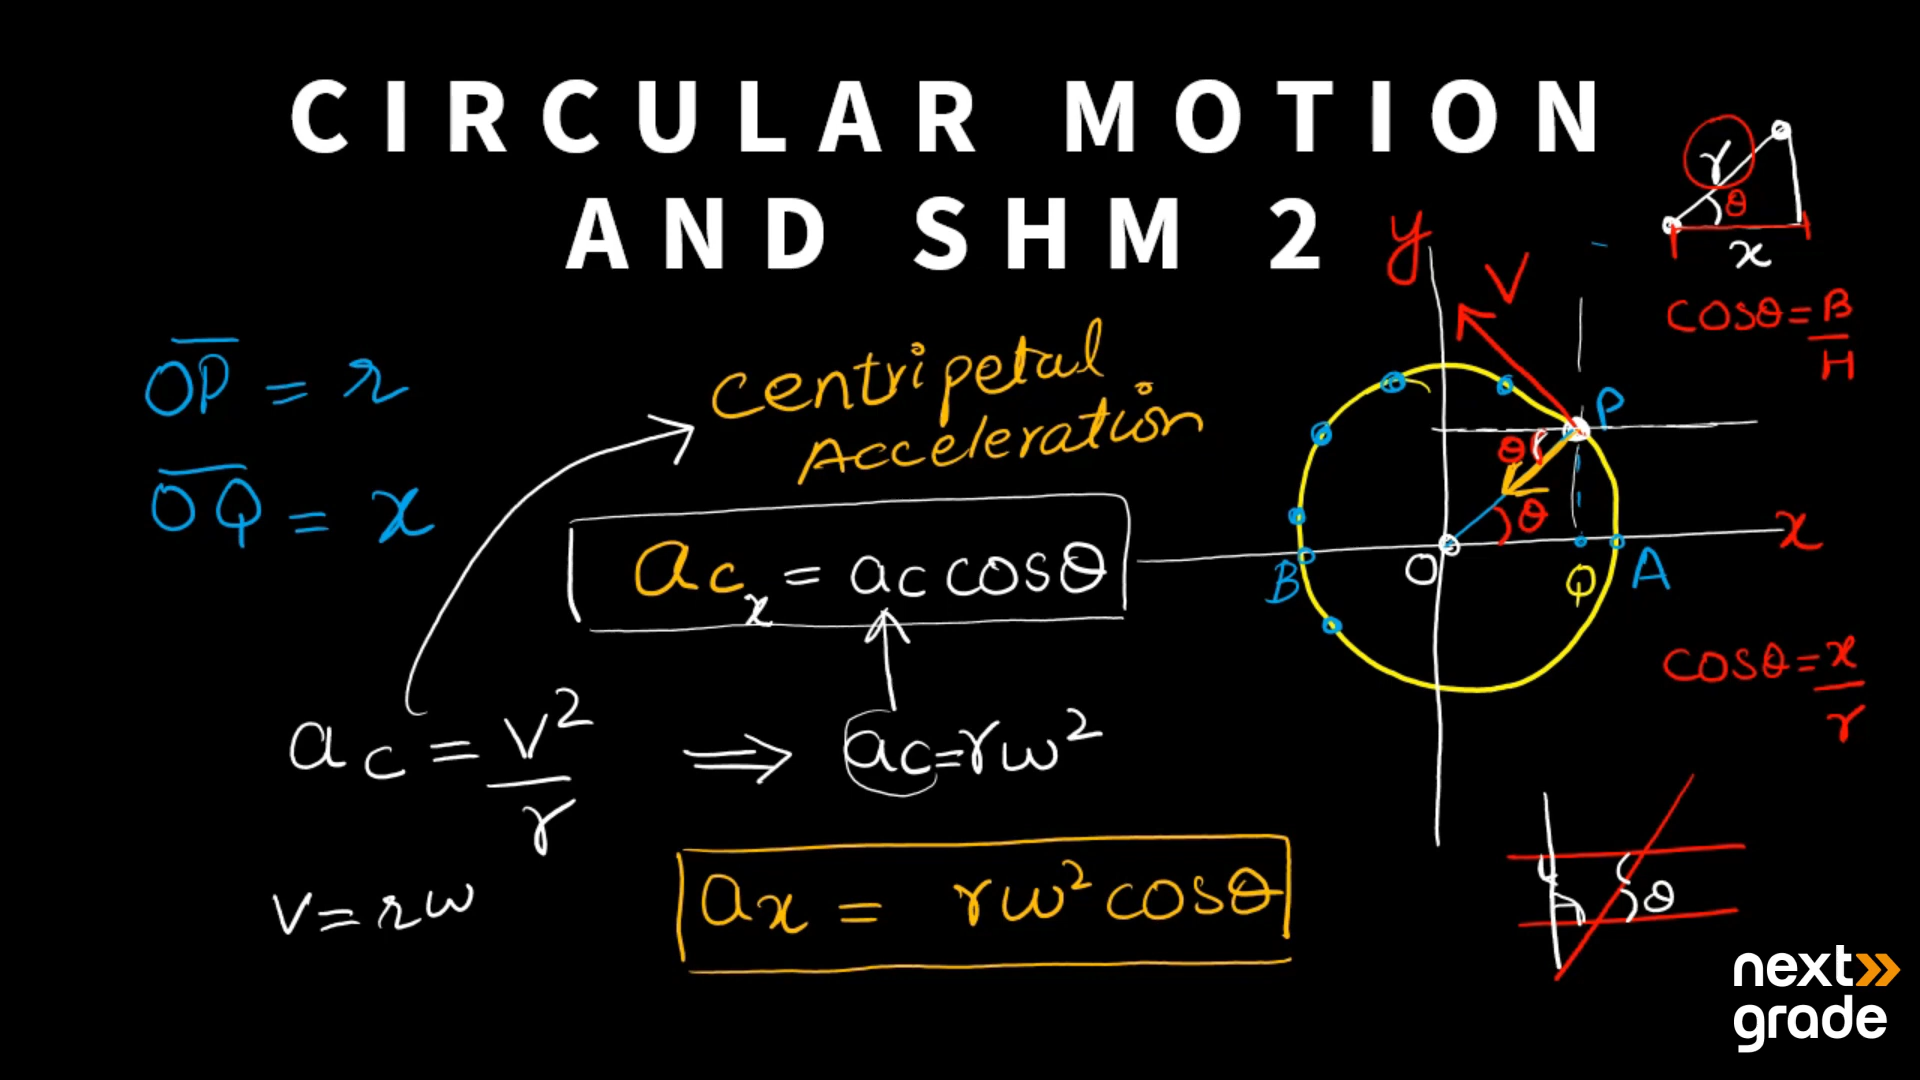 CIRCULAR MOTION
AND SHM 2
OP = r
OQ = x
Centripetal
Acceleration
ac = ac cosθ
x
ac = v²/r ⟹ ac = rω²
v = rω
ax = rω² cosθ
y
V
P
θ
θ
x
O
B
Q
A
r
θ
x
cosθ = B/H
cosθ = x/r
θ
next
grade